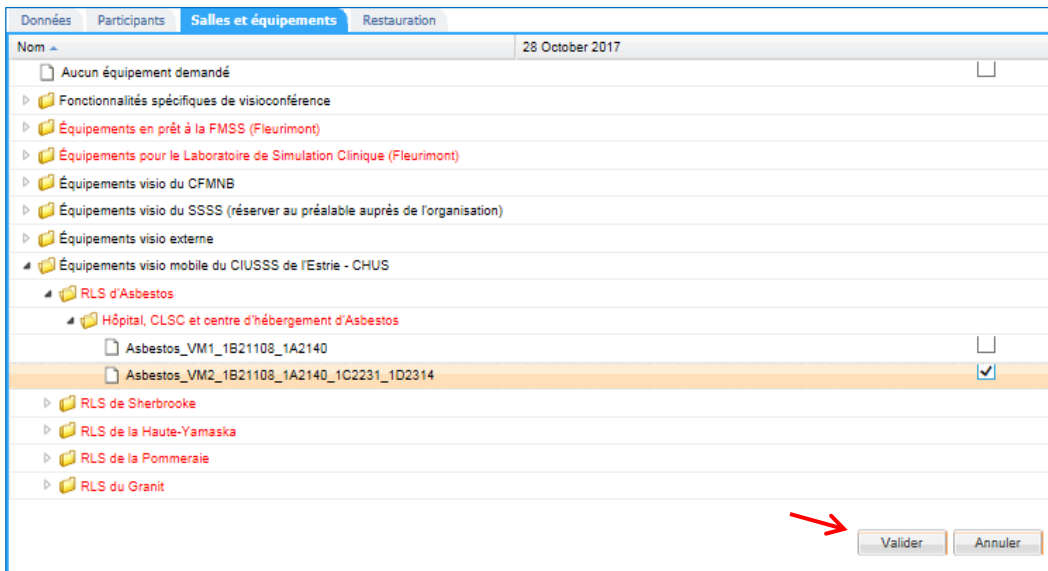 Données Participants Salles et équipements Restauration
Nom 28 October 2017
Aucun équipement demandé
Fonctionnalités spécifiques de visioconférence
Équipements en prêt à la FMSS (Fleurimont)
Équipements pour le Laboratoire de Simulation Clinique (Fleurimont)
Équipements visio du CFMNB
Équipements visio du SSSS (réserver au préalable auprès de l'organisation)
Équipements visio externe
Équipements visio mobile du CIUSSS de l'Estrie - CHUS
RLS d'Asbestos
Hôpital, CLSC et centre d'hébergement d'Asbestos
Asbestos_VM1_1B21108_1A2140
Asbestos_VM2_1B21108_1A2140_1C2231_1D2314
RLS de Sherbrooke
RLS de la Haute-Yamaska
RLS de la Pommeraie
RLS du Granit
Valider Annuler